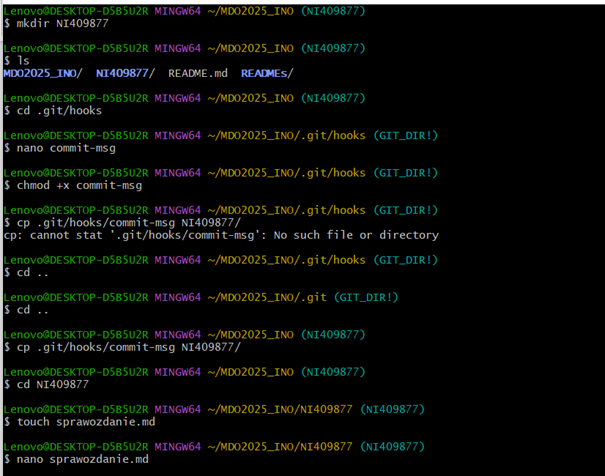 Lenovo@DESKTOP-D5B5U2R MINGW64 ~/MDO2025_INO (NI409877)
$ mkdir NI409877
Lenovo@DESKTOP-D5B5U2R MINGW64 ~/MDO2025_INO (NI409877)
$ ls
MDO2025_INO/  NI409877/  README.md  READMEs/
Lenovo@DESKTOP-D5B5U2R MINGW64 ~/MDO2025_INO (NI409877)
$ cd .git/hooks
Lenovo@DESKTOP-D5B5U2R MINGW64 ~/MDO2025_INO/.git/hooks (GIT_DIR!)
$ nano commit-msg
Lenovo@DESKTOP-D5B5U2R MINGW64 ~/MDO2025_INO/.git/hooks (GIT_DIR!)
$ chmod +x commit-msg
Lenovo@DESKTOP-D5B5U2R MINGW64 ~/MDO2025_INO/.git/hooks (GIT_DIR!)
$ cp .git/hooks/commit-msg NI409877/
cp: cannot stat '.git/hooks/commit-msg': No such file or directory
Lenovo@DESKTOP-D5B5U2R MINGW64 ~/MDO2025_INO/.git/hooks (GIT_DIR!)
$ cd ..
Lenovo@DESKTOP-D5B5U2R MINGW64 ~/MDO2025_INO/.git (GIT_DIR!)
$ cd ..
Lenovo@DESKTOP-D5B5U2R MINGW64 ~/MDO2025_INO (NI409877)
$ cp .git/hooks/commit-msg NI409877/
Lenovo@DESKTOP-D5B5U2R MINGW64 ~/MDO2025_INO (NI409877)
$ cd NI409877
Lenovo@DESKTOP-D5B5U2R MINGW64 ~/MDO2025_INO/NI409877 (NI409877)
$ touch sprawozdanie.md
Lenovo@DESKTOP-D5B5U2R MINGW64 ~/MDO2025_INO/NI409877 (NI409877)
$ nano sprawozdanie.md